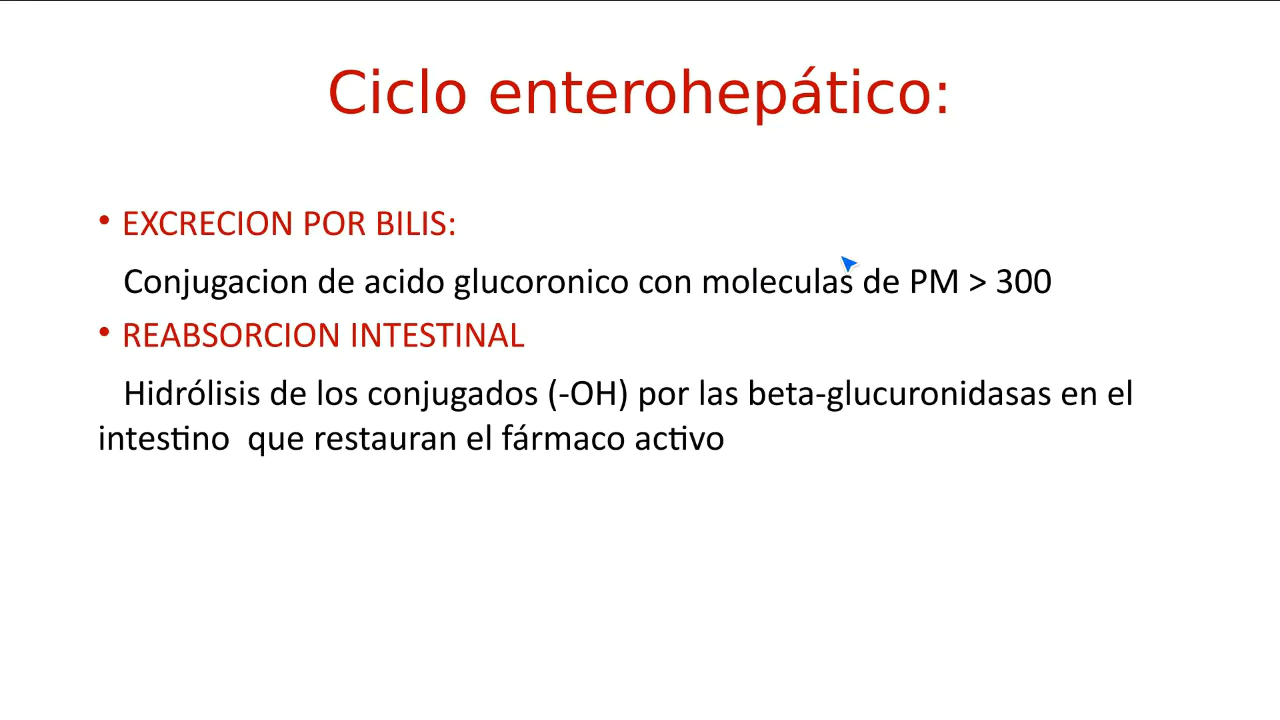 Ciclo enterohepático:
• EXCRECION POR BILIS:
Conjugacion de acido glucoronico con moleculas de PM > 300
• REABSORCION INTESTINAL
Hidrólisis de los conjugados (-OH) por las beta-glucuronidasas en el
intestino que restauran el fármaco activo